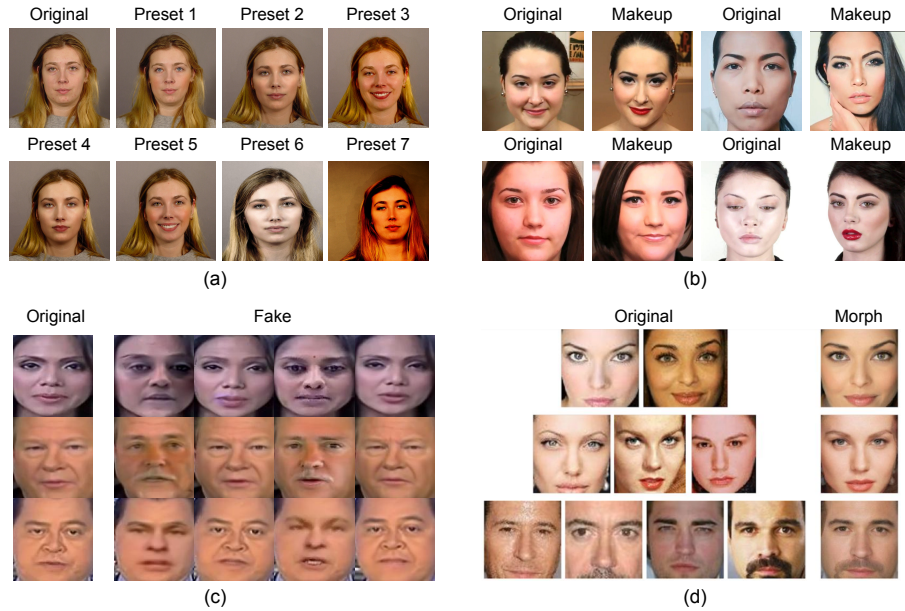 Original Preset 1 Preset 2 Preset 3
Preset 4 Preset 5 Preset 6 Preset 7
(a)
Original Makeup Original Makeup
Original Makeup Original Makeup
(b)
Original Fake
(c)
Original Morph
(d)